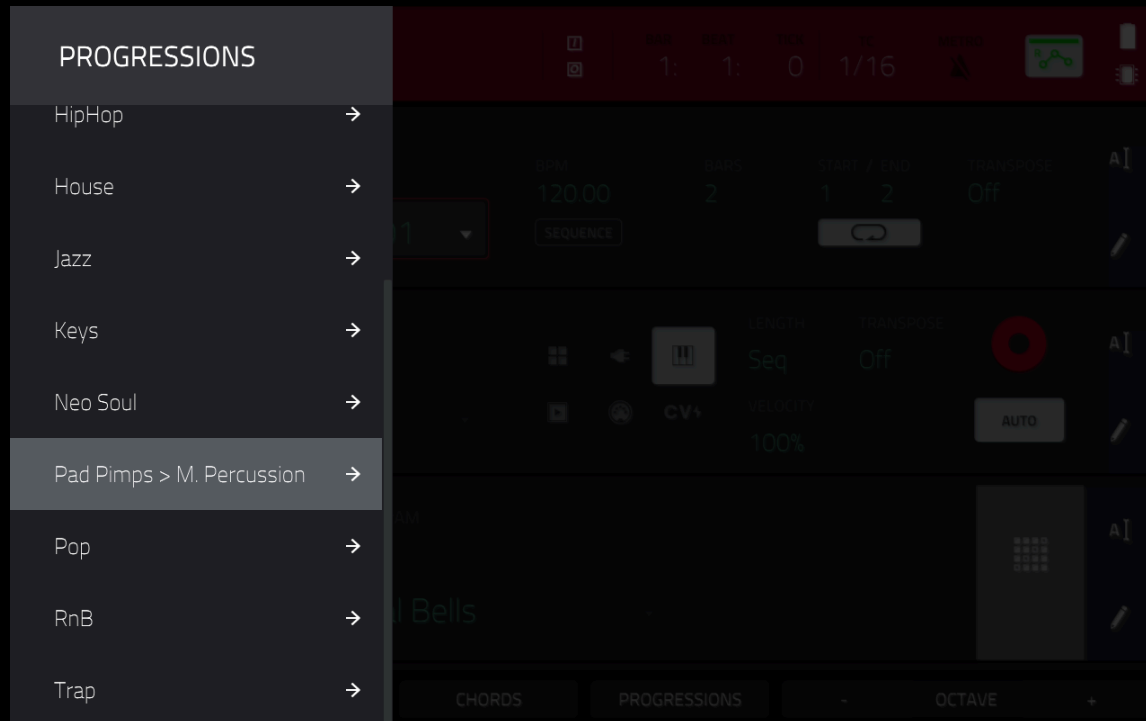 PROGRESSIONS
HipHop
House
Jazz
Keys
Neo Soul
Pad Pimps > M. Percussion
Pop
RnB
Trap
1: 1: 0 1/16
BPM BARS START / END TRANSPOSE
120.00 2 1 2 Off
SEQUENCE
LENGTH TRANSPOSE
Seq Off
CV
VELOCITY
100%
AUTO
Bells
CHORDS PROGRESSIONS - OCTAVE +